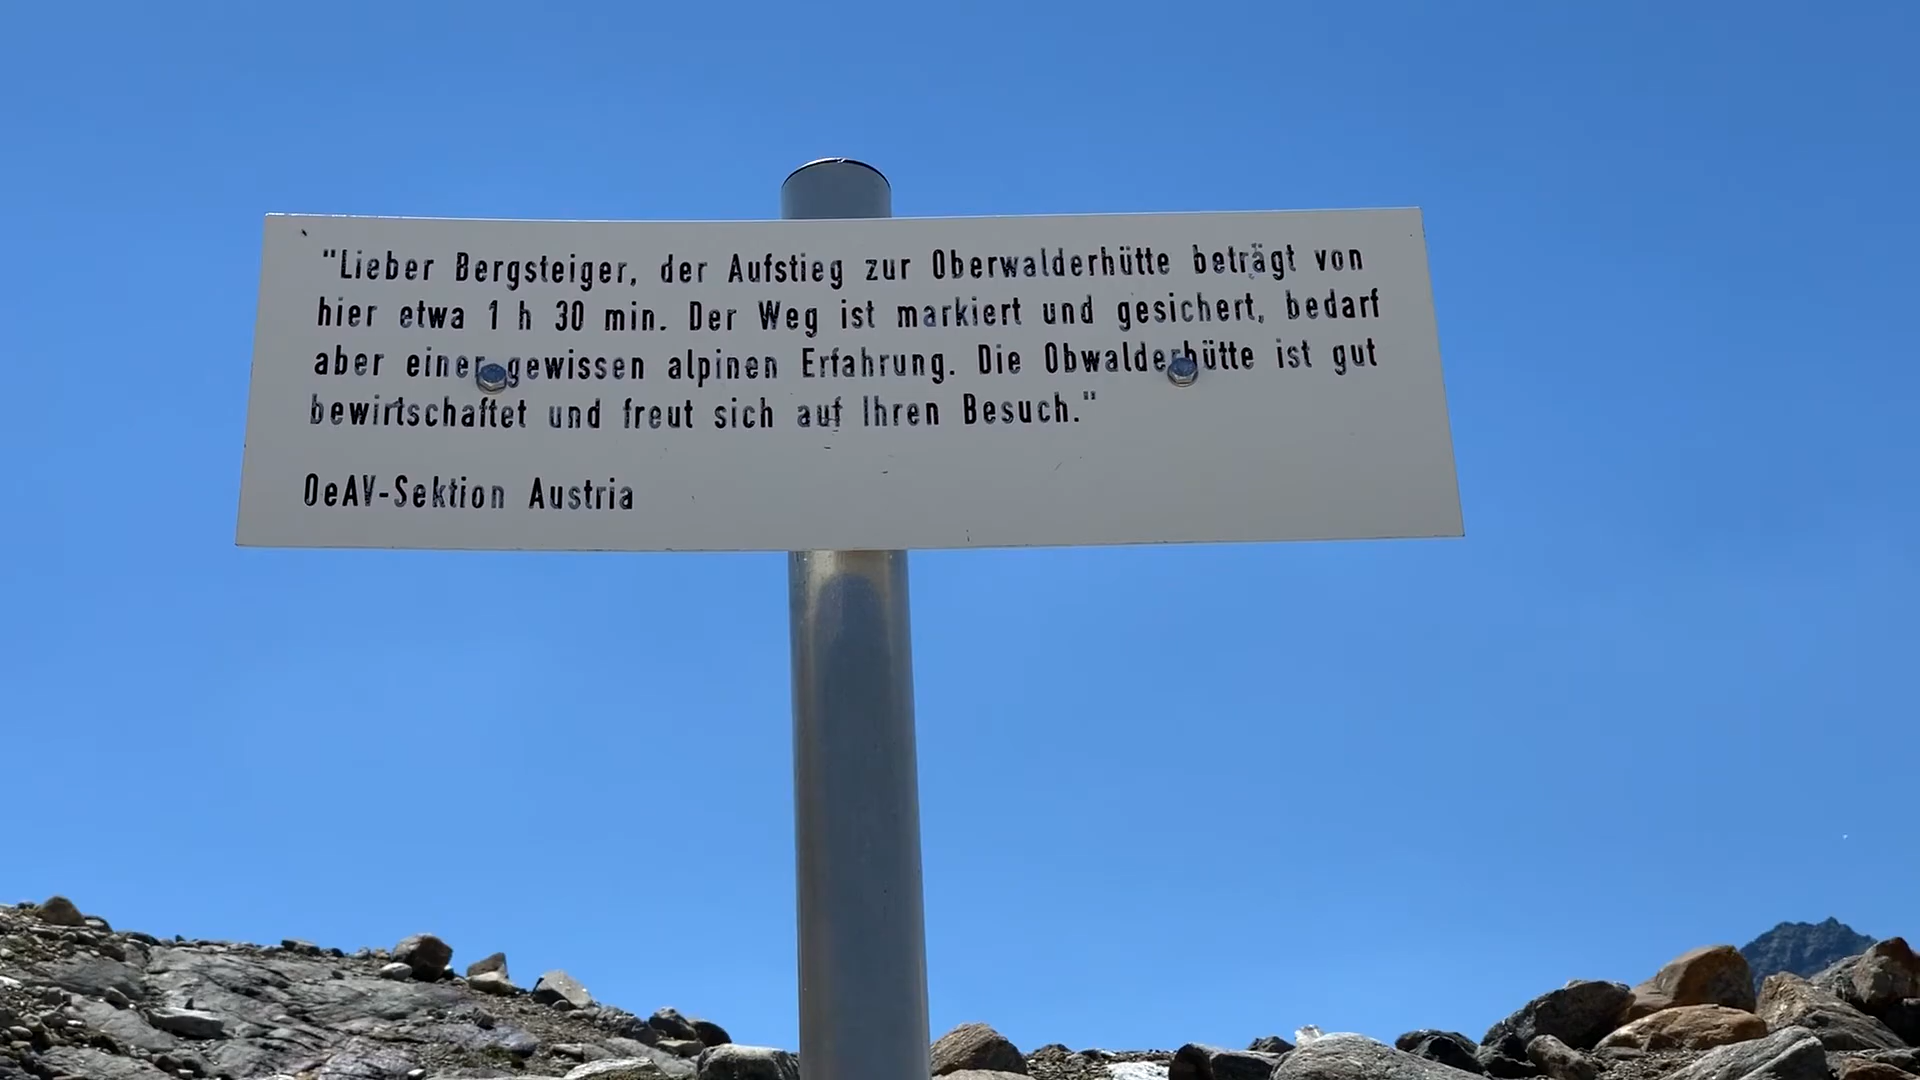 "Lieber Bergsteiger, der Aufstieg zur Oberwalderhütte beträgt von
hier etwa 1 h 30 min. Der Weg ist markiert und gesichert, bedarf
aber einer gewissen alpinen Erfahrung. Die Obwalderhütte ist gut
bewirtschaftet und freut sich auf Ihren Besuch."
OeAV-Sektion Austria